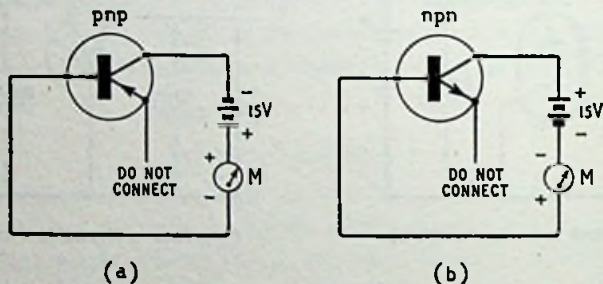 pnp
npn
-
15V
+
+
M
-
DO NOT
CONNECT
+
15V
-
-
M
+
DO NOT
CONNECT
(a)
(b)